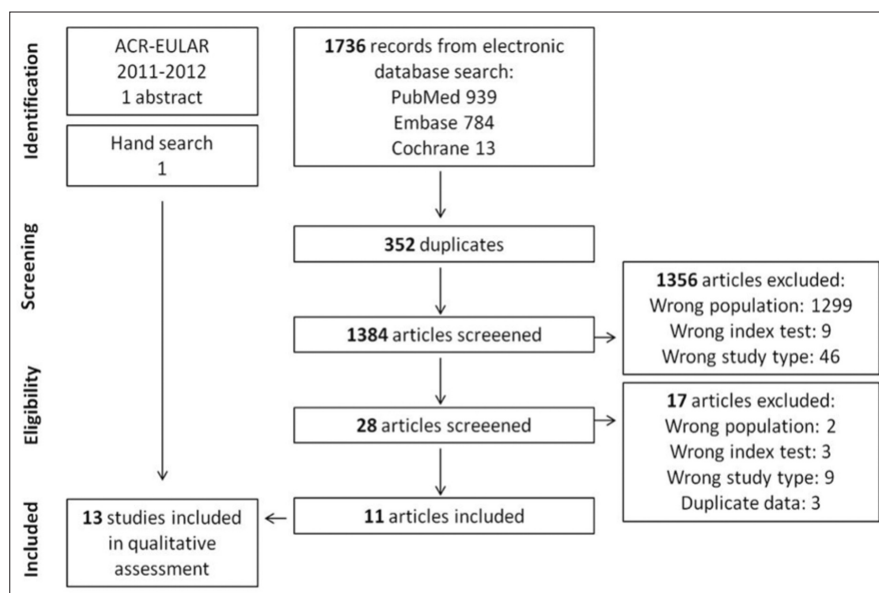 Identification
ACR-EULAR
2011-2012
1 abstract
Hand search
1
1736 records from electronic
database search:
PubMed 939
Embase 784
Cochrane 13
Screening
352 duplicates
1384 articles screeened
1356 articles excluded:
Wrong population: 1299
Wrong index test: 9
Wrong study type: 46
Eligibility
28 articles screeened
17 articles excluded:
Wrong population: 2
Wrong index test: 3
Wrong study type: 9
Duplicate data: 3
Included
13 studies included
in qualitative
assessment
11 articles included